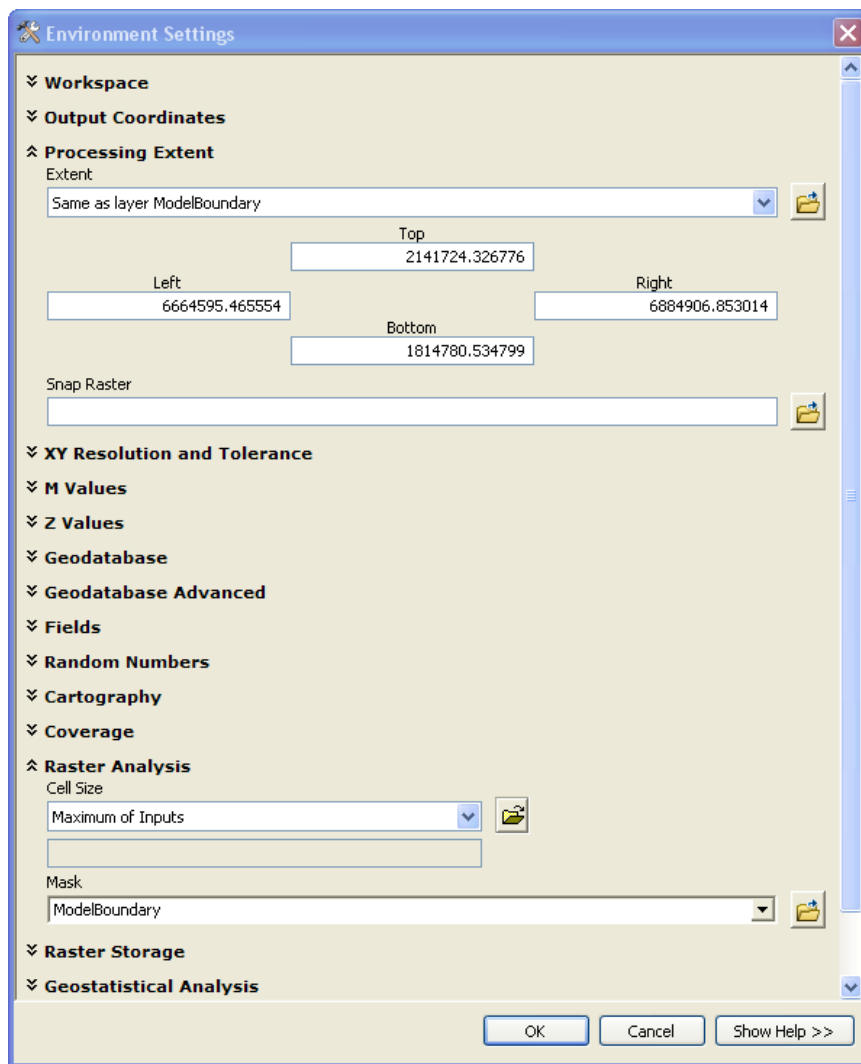 Environment Settings
Workspace
Output Coordinates
Processing Extent
Extent
Same as layer ModelBoundary
Top
2141724.326776
Left
Right
6664595.465554
6884906.853014
Bottom
1814780.534799
Snap Raster
XY Resolution and Tolerance
M Values
Z Values
Geodatabase
Geodatabase Advanced
Fields
Random Numbers
Cartography
Coverage
Raster Analysis
Cell Size
Maximum of Inputs
Mask
ModelBoundary
Raster Storage
Geostatistical Analysis
OK
Cancel
Show Help >>